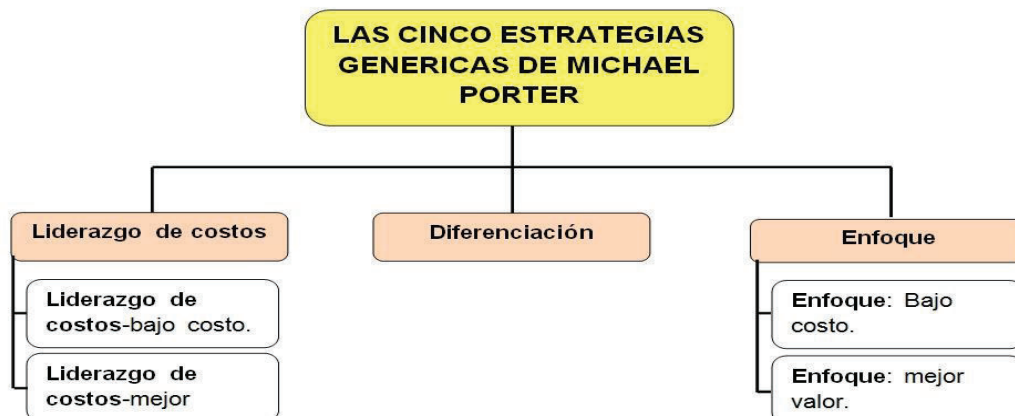 LAS CINCO ESTRATEGIAS
GENERICAS DE MICHAEL
PORTER
Liderazgo de costos
Diferenciación
Enfoque
Liderazgo de
costos-bajo costo.
Liderazgo de
costos-mejor
Enfoque: Bajo
costo.
Enfoque: mejor
valor.